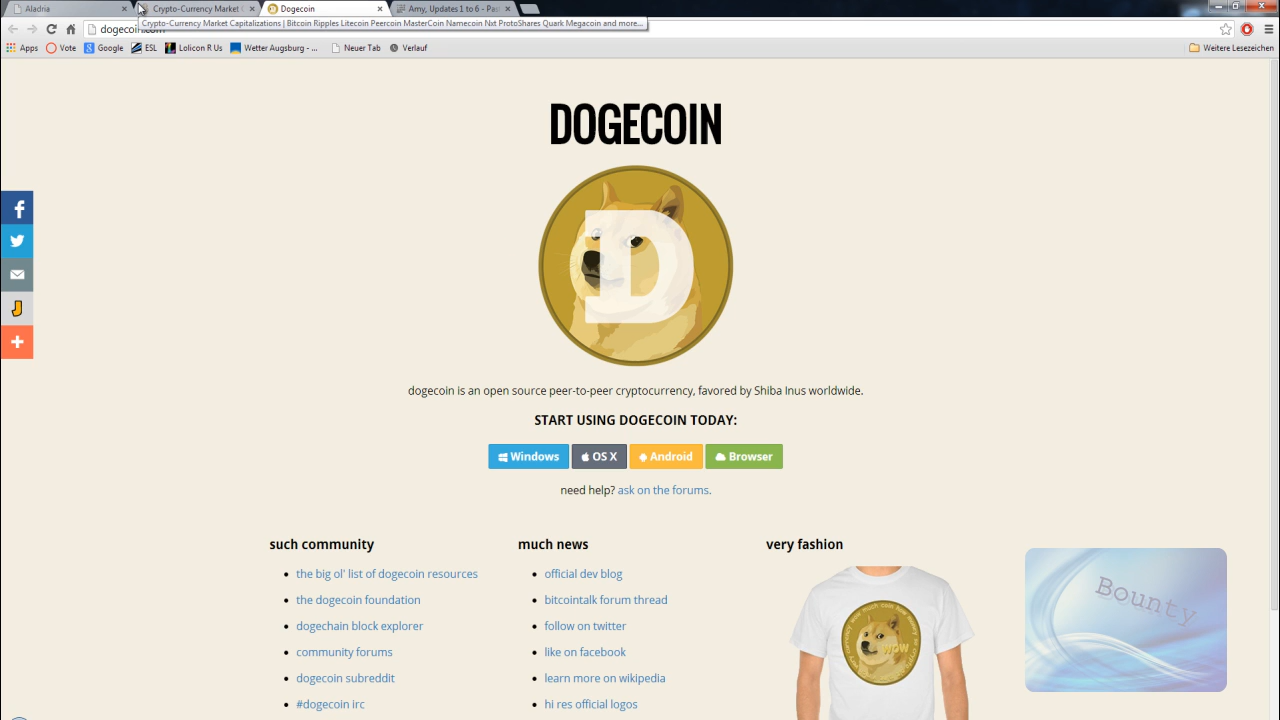 Aladria
Crypto-Currency Market C
Dogecoin
Amy, Updates 1 to 6 - Pas
Crypto-Currency Market Capitalizations | Bitcoin Ripples Litecoin Peercoin MasterCoin Namecoin Nxt ProtoShares Quark Megacoin and more...
dogecoin.com
Apps
Vote
Google
ESL
Lolicon R Us
Wetter Augsburg - ...
Neuer Tab
Verlauf
Weitere Lesezeichen
DOGECOIN
D
dogecoin is an open source peer-to-peer cryptocurrency, favored by Shiba Inus worldwide.
START USING DOGECOIN TODAY:
Windows
OS X
Android
Browser
need help? ask on the forums.
such community
the big ol' list of dogecoin resources
the dogecoin foundation
dogechain block explorer
community forums
dogecoin subreddit
#dogecoin irc
much news
official dev blog
bitcointalk forum thread
follow on twitter
like on facebook
learn more on wikipedia
hi res official logos
very fashion
WOW
Bounty